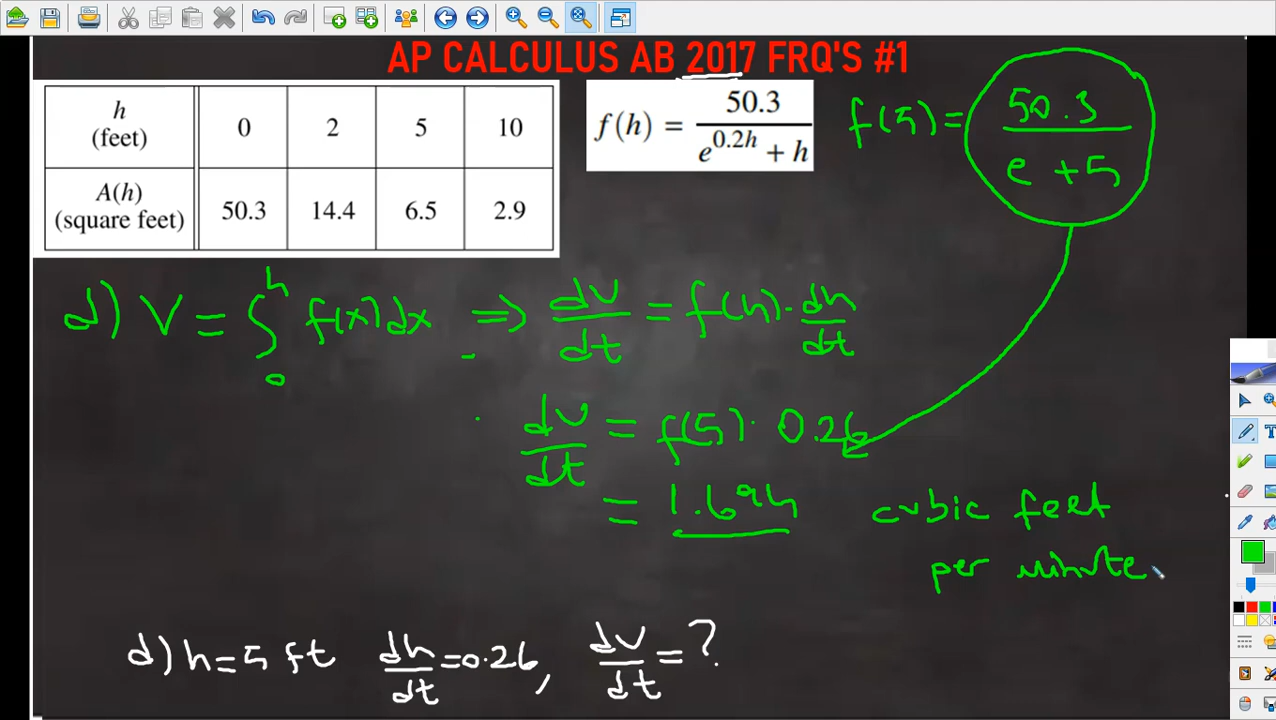 AP CALCULUS AB 2017 FRQ'S #1
h (feet) 0 2 5 10
A(h) (square feet) 50.3 14.4 6.5 2.9
f(h) = 50.3 / (e^0.2h + h)
f(5) = 50.3 / (e + 5)
d) V = ∫₀ʰ f(x) dx ⇒ dV/dt = f(h) · dh/dt
dV/dt = f(5) · 0.26
= 1.694 cubic feet
per minute
d) h = 5 ft dh/dt = 0.26, dV/dt = ?
T